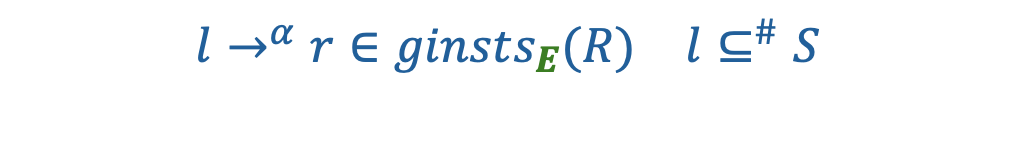 l →^α r ∈ ginsts_E(R) l ⊆^# S